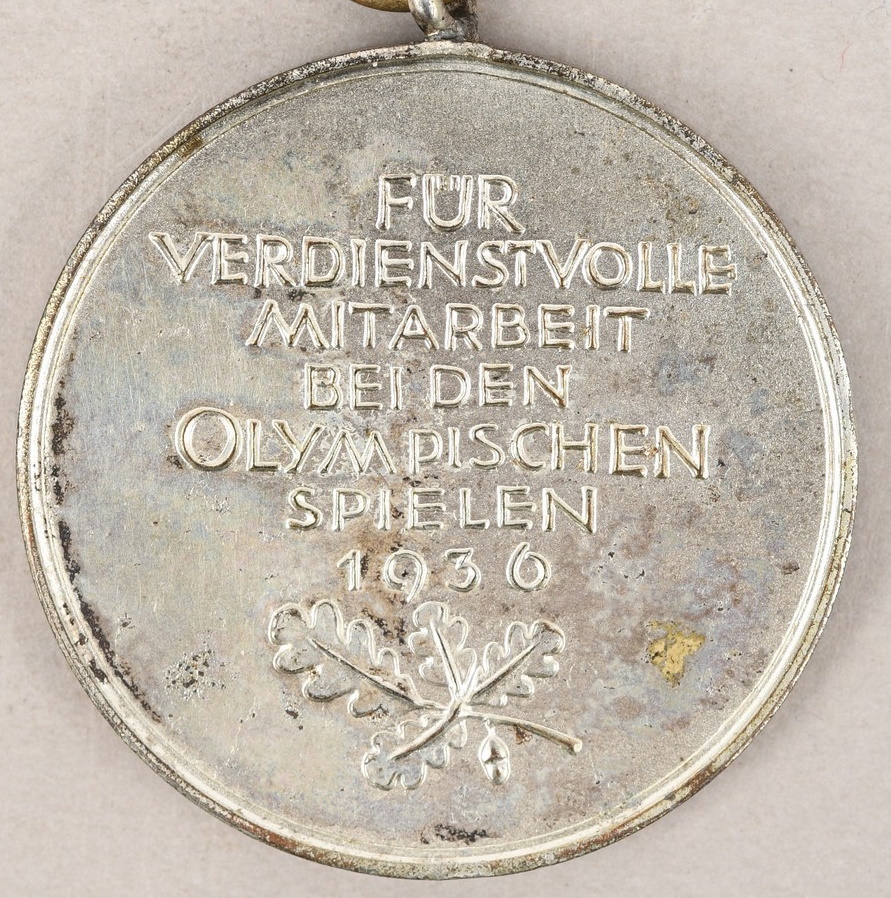 FÜR
VERDIENSTVOLLE
MITARBEIT
BEI DEN
OLYMPISCHEN
SPIELEN
1936